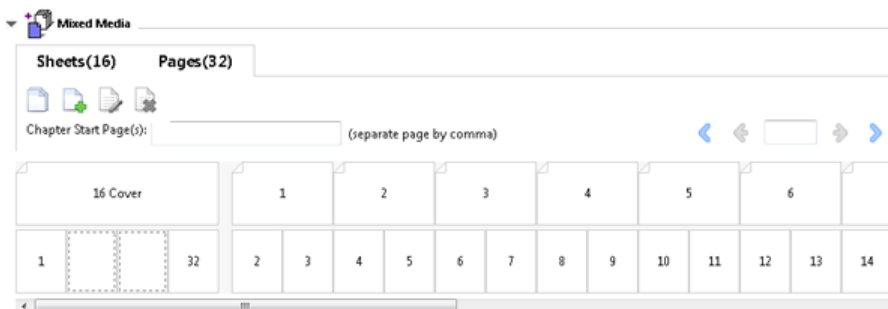 Mixed Media
Sheets(16) Pages(32)
Chapter Start Page(s): (separate page by comma)
16 Cover 1 2 3 4 5 6
1 32 2 3 4 5 6 7 8 9 10 11 12 13 14